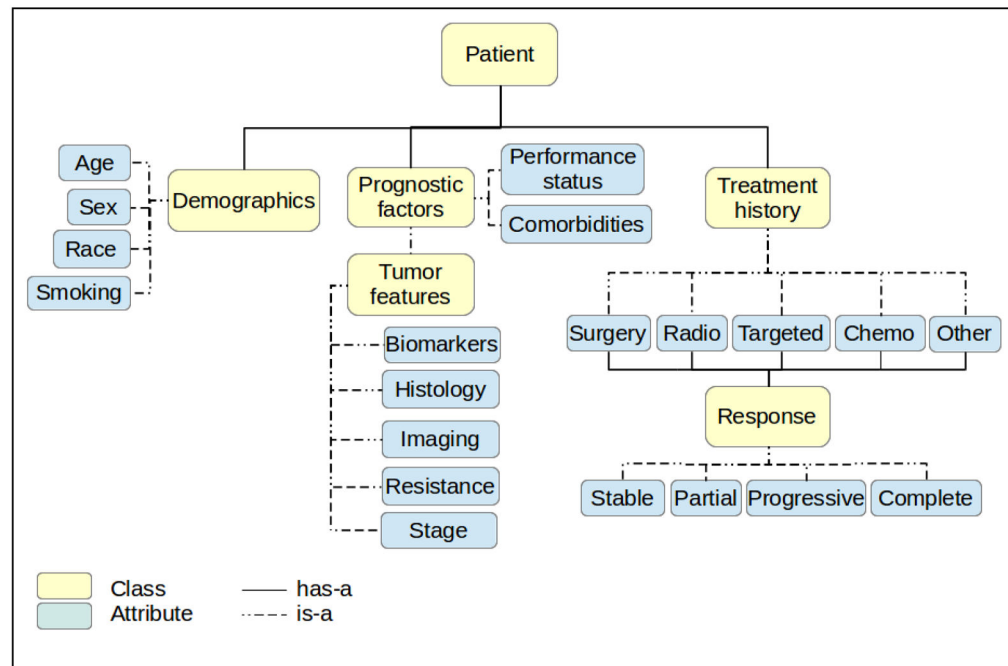 Patient
Age
Sex
Race
Smoking
Demographics
Prognostic
factors
Performance
status
Comorbidities
Treatment
history
Tumor
features
Biomarkers
Histology
Imaging
Resistance
Stage
Surgery
Radio
Targeted
Chemo
Other
Response
Stable
Partial
Progressive
Complete
Class
Attribute
has-a
is-a